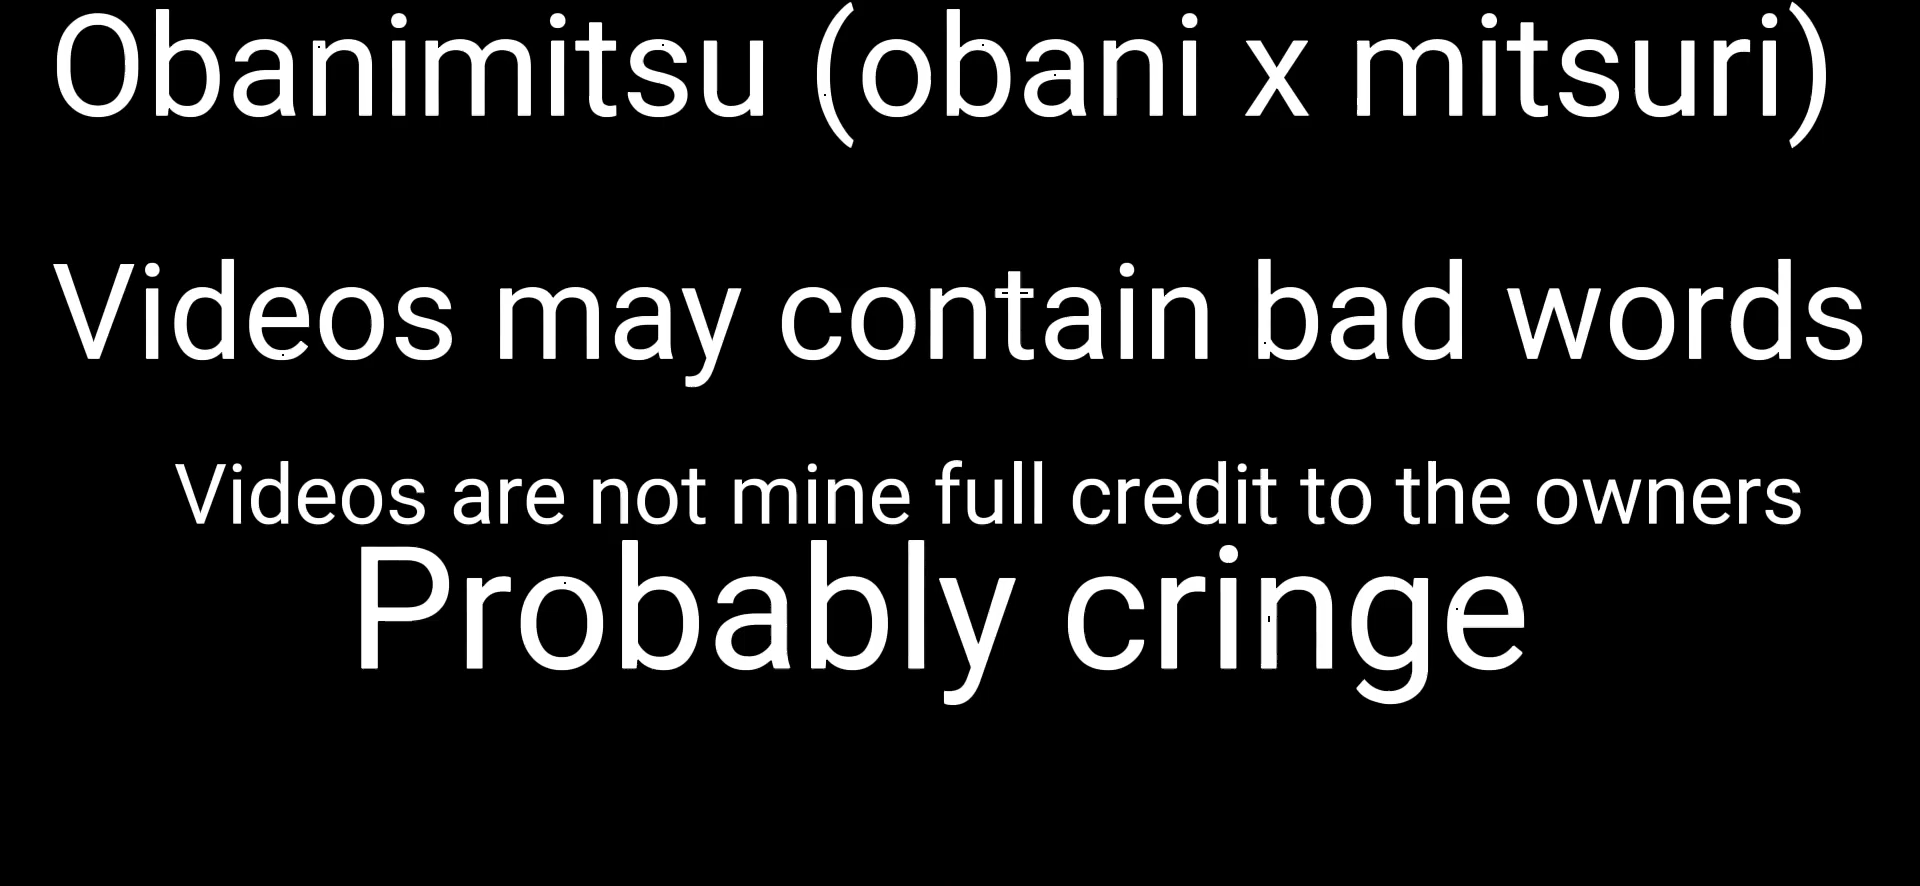 Obanimitsu (obani x mitsuri)
Videos may contain bad words
Videos are not mine full credit to the owners
Probably cringe